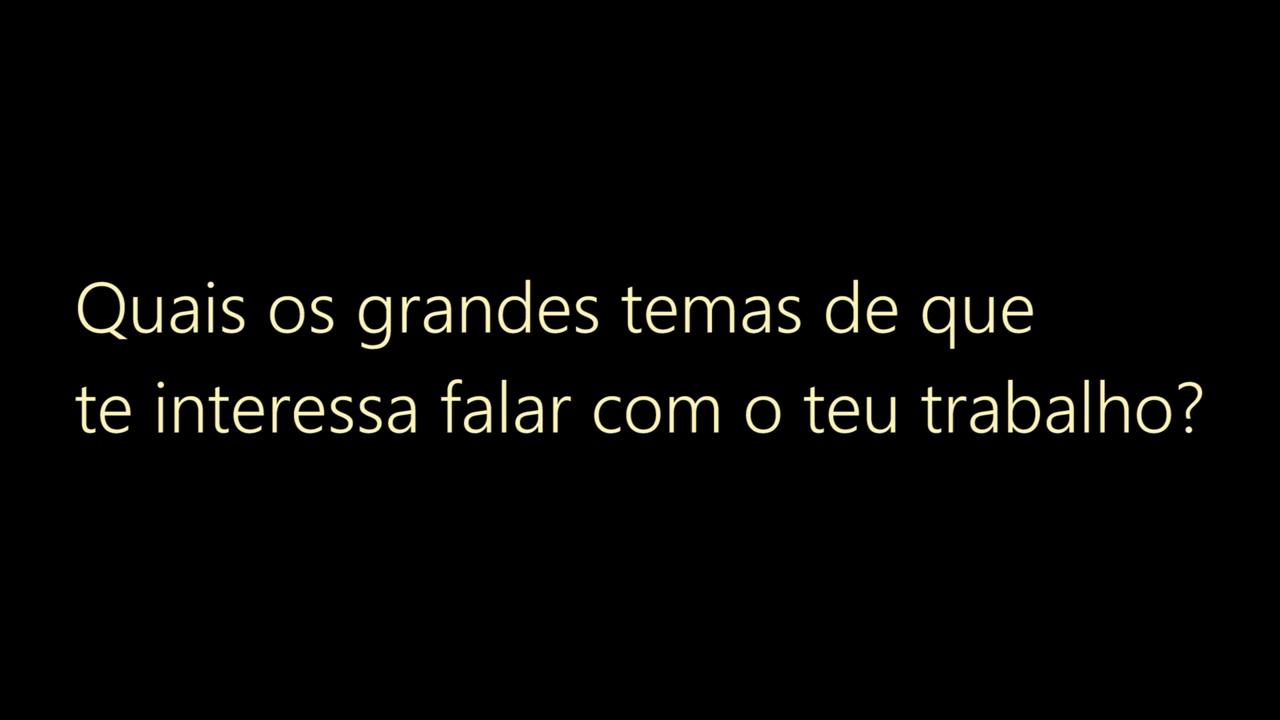 Quais os grandes temas de que
te interessa falar com o teu trabalho?